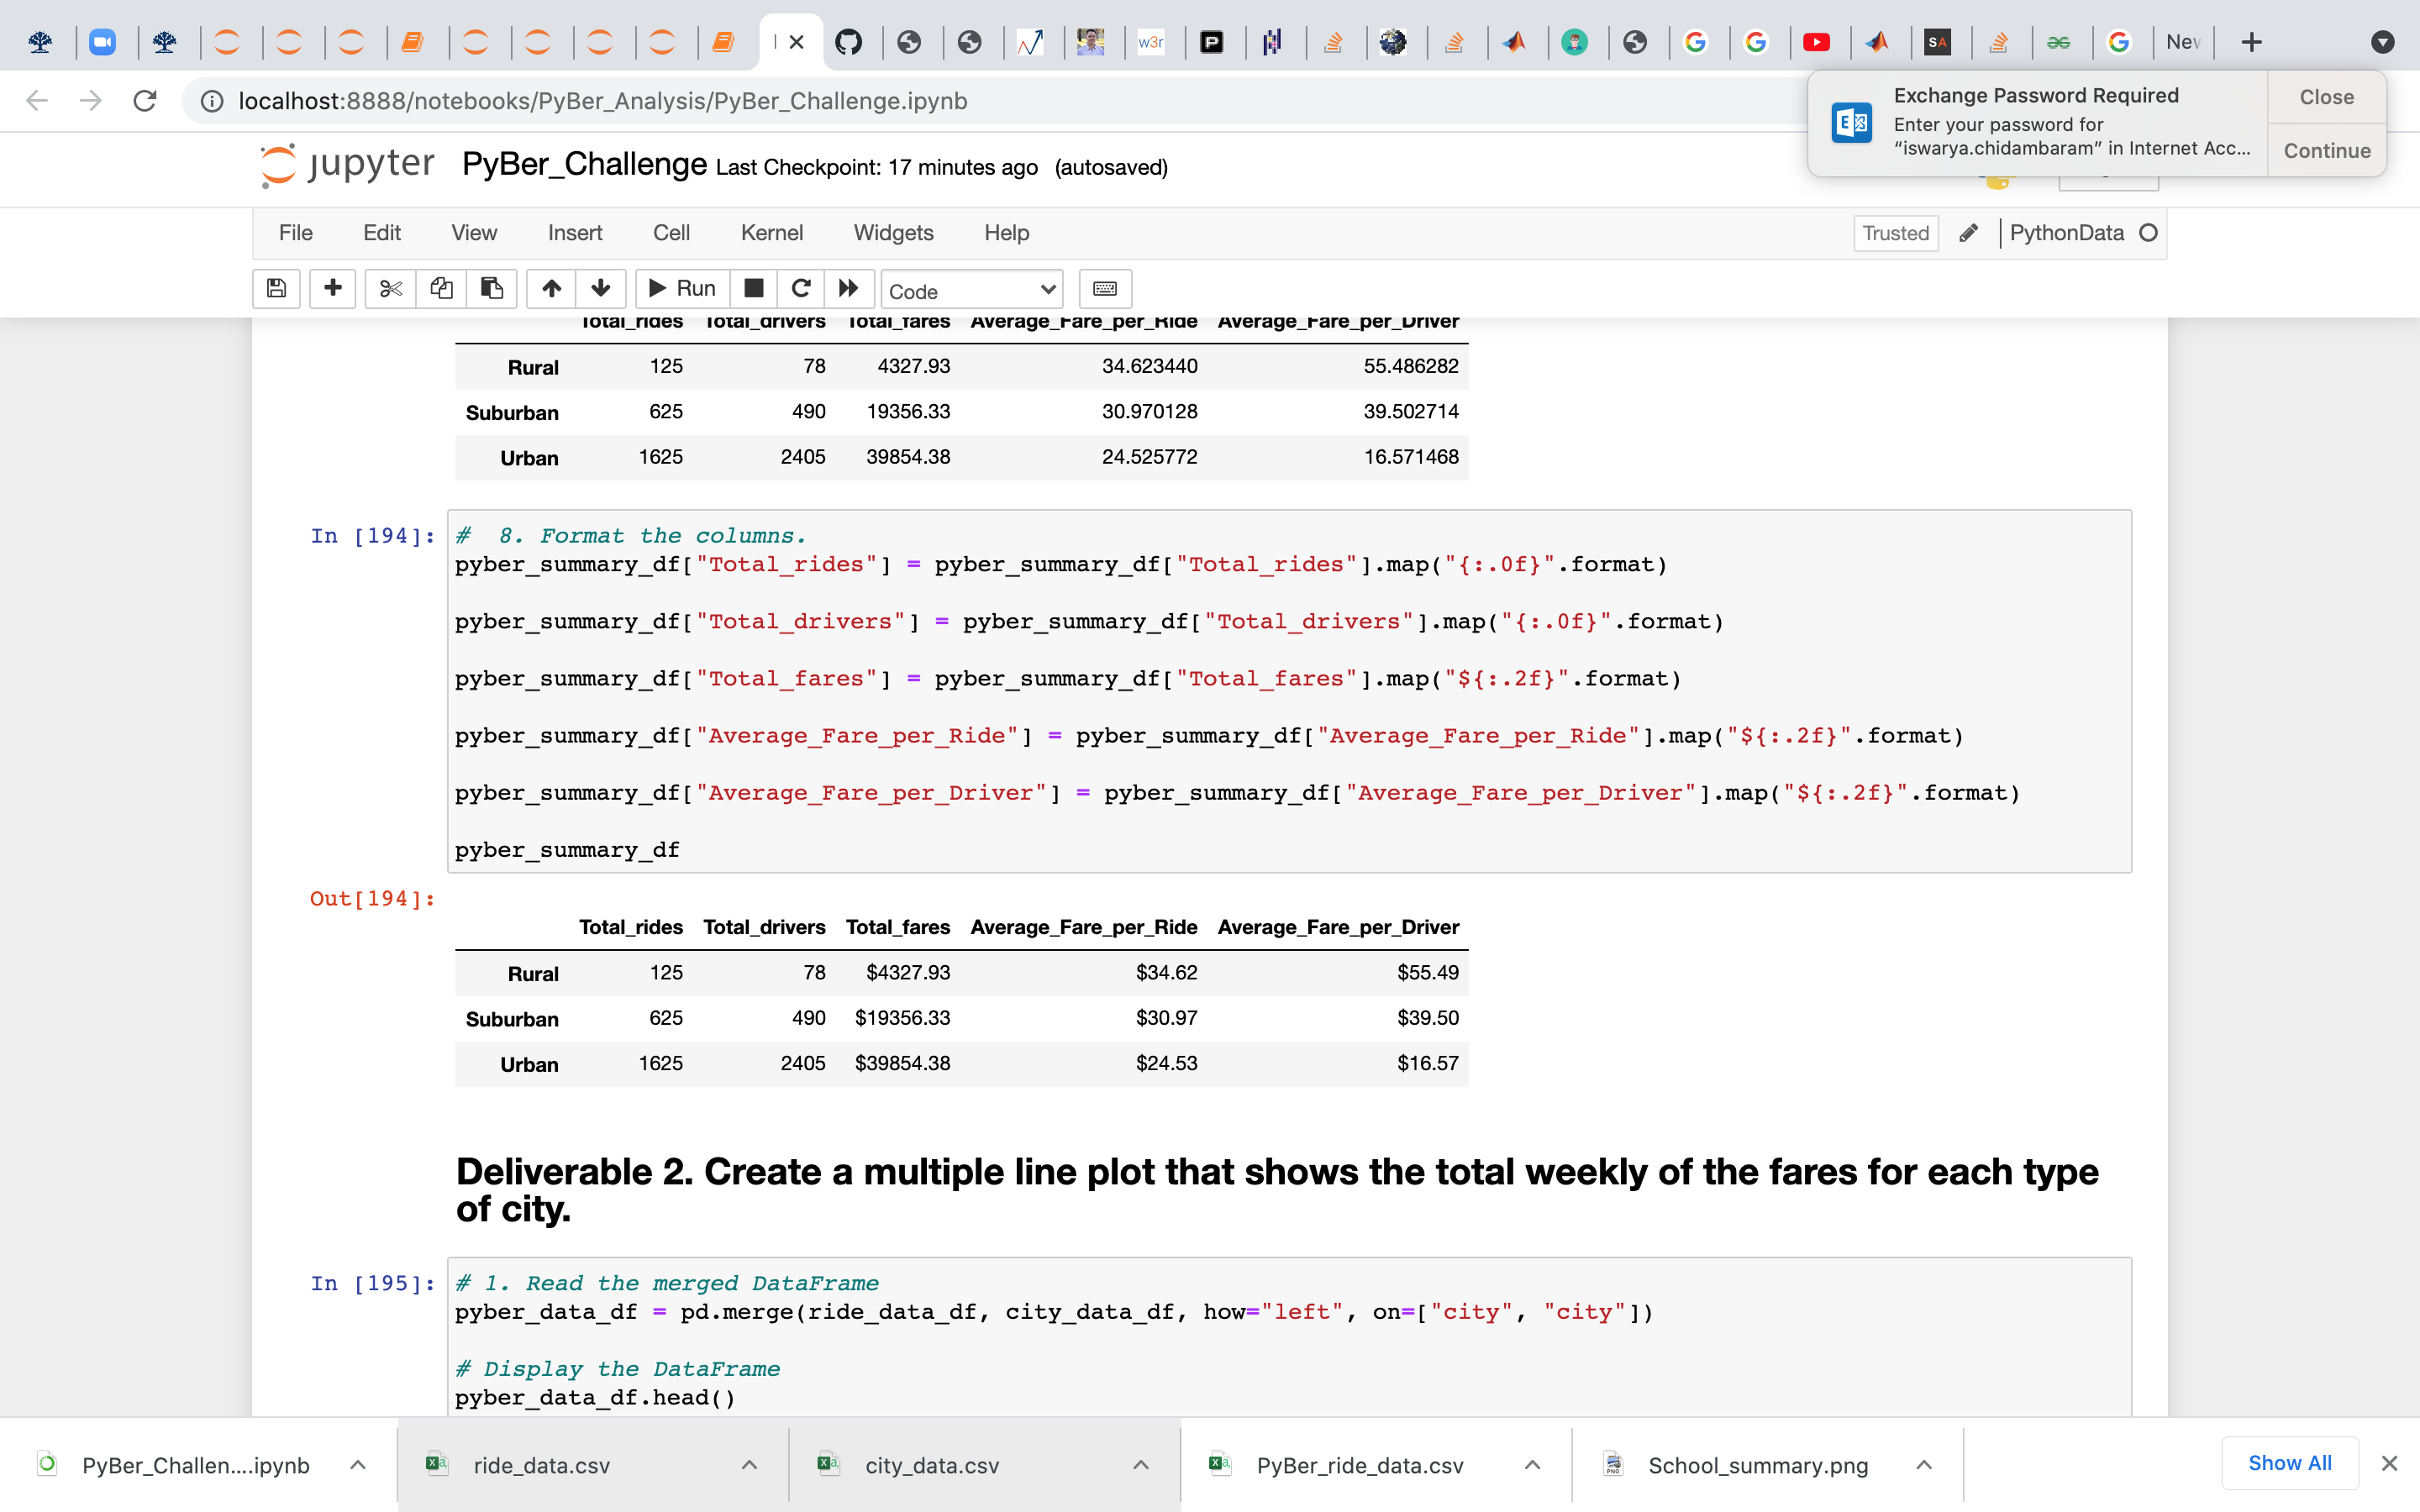 w3r
P
SA
New
localhost:8888/notebooks/PyBer_Analysis/PyBer_Challenge.ipynb
Exchange Password Required
Enter your password for
“iswarya.chidambaram” in Internet Acc...
Close
Continue
jupyter PyBer_Challenge Last Checkpoint: 17 minutes ago (autosaved)
File Edit View Insert Cell Kernel Widgets Help
Trusted PythonData
Run Code
Total_rides Total_drivers Total_fares Average_Fare_per_Ride Average_Fare_per_Driver
Rural 125 78 4327.93 34.623440 55.486282
Suburban 625 490 19356.33 30.970128 39.502714
Urban 1625 2405 39854.38 24.525772 16.571468
In [194]: #  8. Format the columns.
pyber_summary_df["Total_rides"] = pyber_summary_df["Total_rides"].map("{:.0f}".format)
pyber_summary_df["Total_drivers"] = pyber_summary_df["Total_drivers"].map("{:.0f}".format)
pyber_summary_df["Total_fares"] = pyber_summary_df["Total_fares"].map("${:.2f}".format)
pyber_summary_df["Average_Fare_per_Ride"] = pyber_summary_df["Average_Fare_per_Ride"].map("${:.2f}".format)
pyber_summary_df["Average_Fare_per_Driver"] = pyber_summary_df["Average_Fare_per_Driver"].map("${:.2f}".format)
pyber_summary_df
Out[194]:
Total_rides Total_drivers Total_fares Average_Fare_per_Ride Average_Fare_per_Driver
Rural 125 78 $4327.93 $34.62 $55.49
Suburban 625 490 $19356.33 $30.97 $39.50
Urban 1625 2405 $39854.38 $24.53 $16.57
Deliverable 2. Create a multiple line plot that shows the total weekly of the fares for each type
of city.
In [195]: # 1. Read the merged DataFrame
pyber_data_df = pd.merge(ride_data_df, city_data_df, how="left", on=["city", "city"])
# Display the DataFrame
pyber_data_df.head()
PyBer_Challen....ipynb ride_data.csv city_data.csv PyBer_ride_data.csv School_summary.png Show All